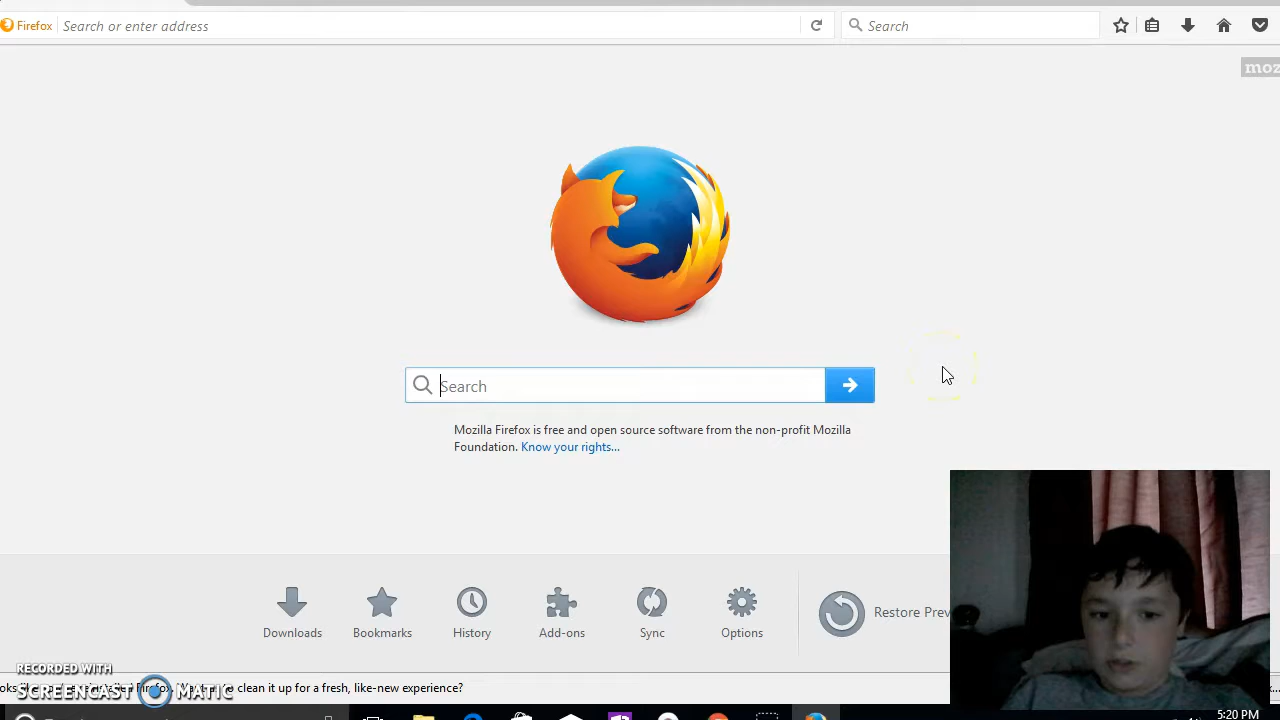 Firefox Search or enter address
Search
moz
Search
Mozilla Firefox is free and open source software from the non-profit Mozilla
Foundation. Know your rights...
Downloads
Bookmarks
History
Add-ons
Sync
Options
Restore Prev
RECORDED WITH
SCREENCAST MATIC
to clean it up for a fresh, like-new experience?
5:20 PM